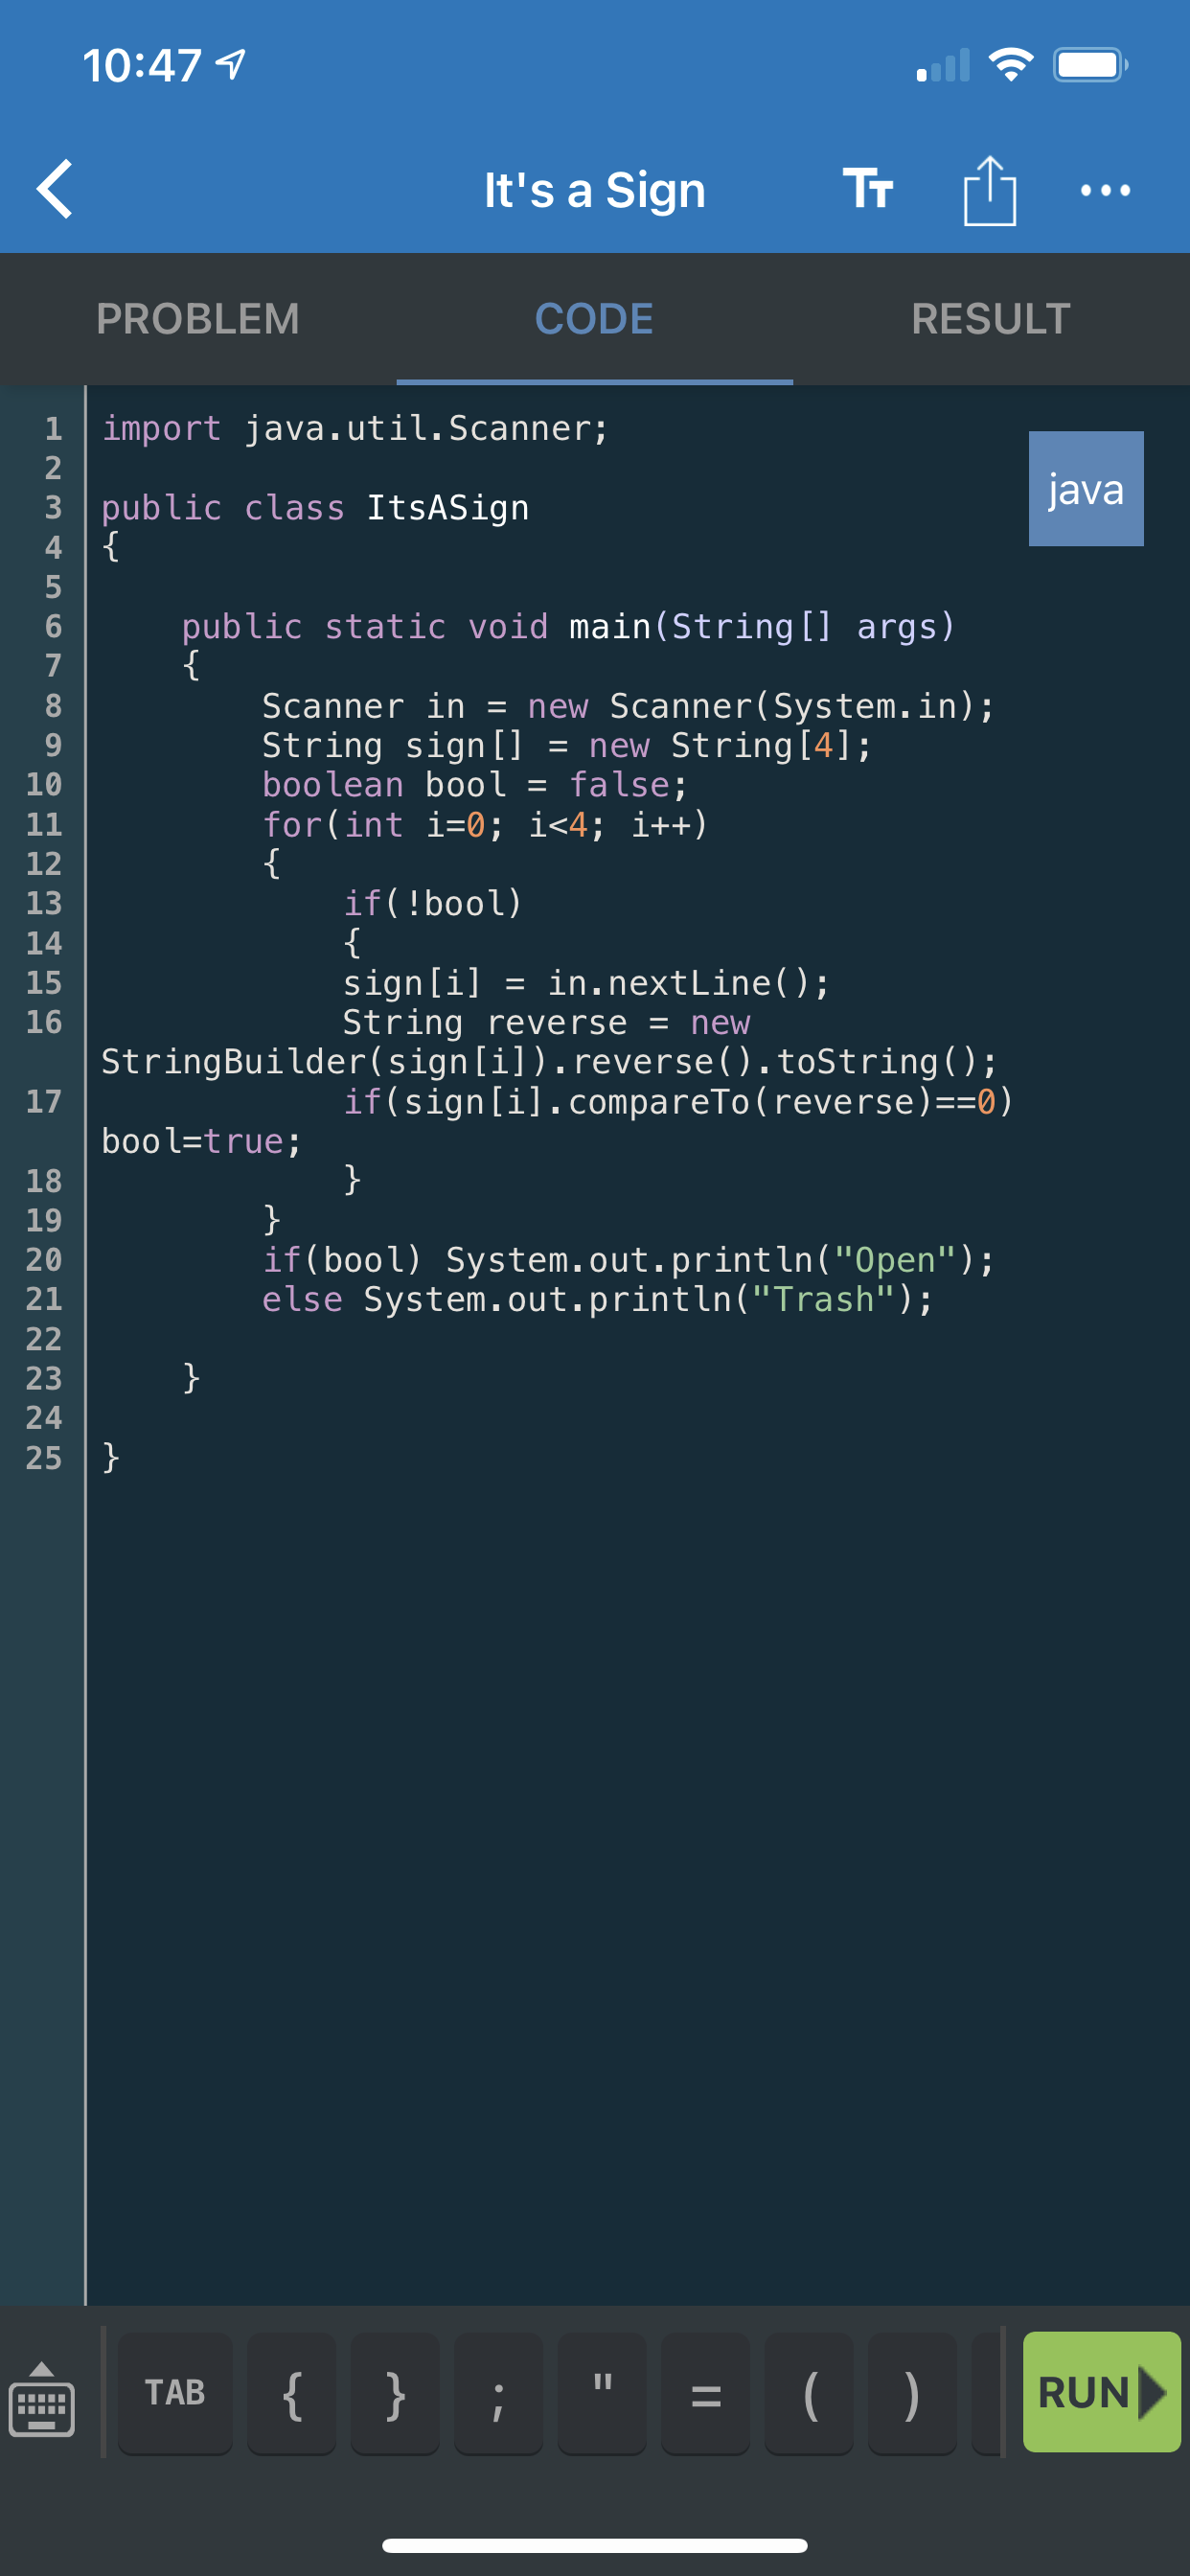 10:47
It's a Sign
PROBLEM CODE RESULT
java
1 import java.util.Scanner;
2
3 public class ItsASign
4 {
5
6 public static void main(String[] args)
7 {
8 Scanner in = new Scanner(System.in);
9 String sign[] = new String[4];
10 boolean bool = false;
11 for(int i=0; i<4; i++)
12 {
13 if(!bool)
14 {
15 sign[i] = in.nextLine();
16 String reverse = new
StringBuilder(sign[i]).reverse().toString();
17 if(sign[i].compareTo(reverse)==0)
bool=true;
18 }
19 }
20 if(bool) System.out.println("Open");
21 else System.out.println("Trash");
22
23 }
24
25 }
TAB { } ; " = ( ) RUN